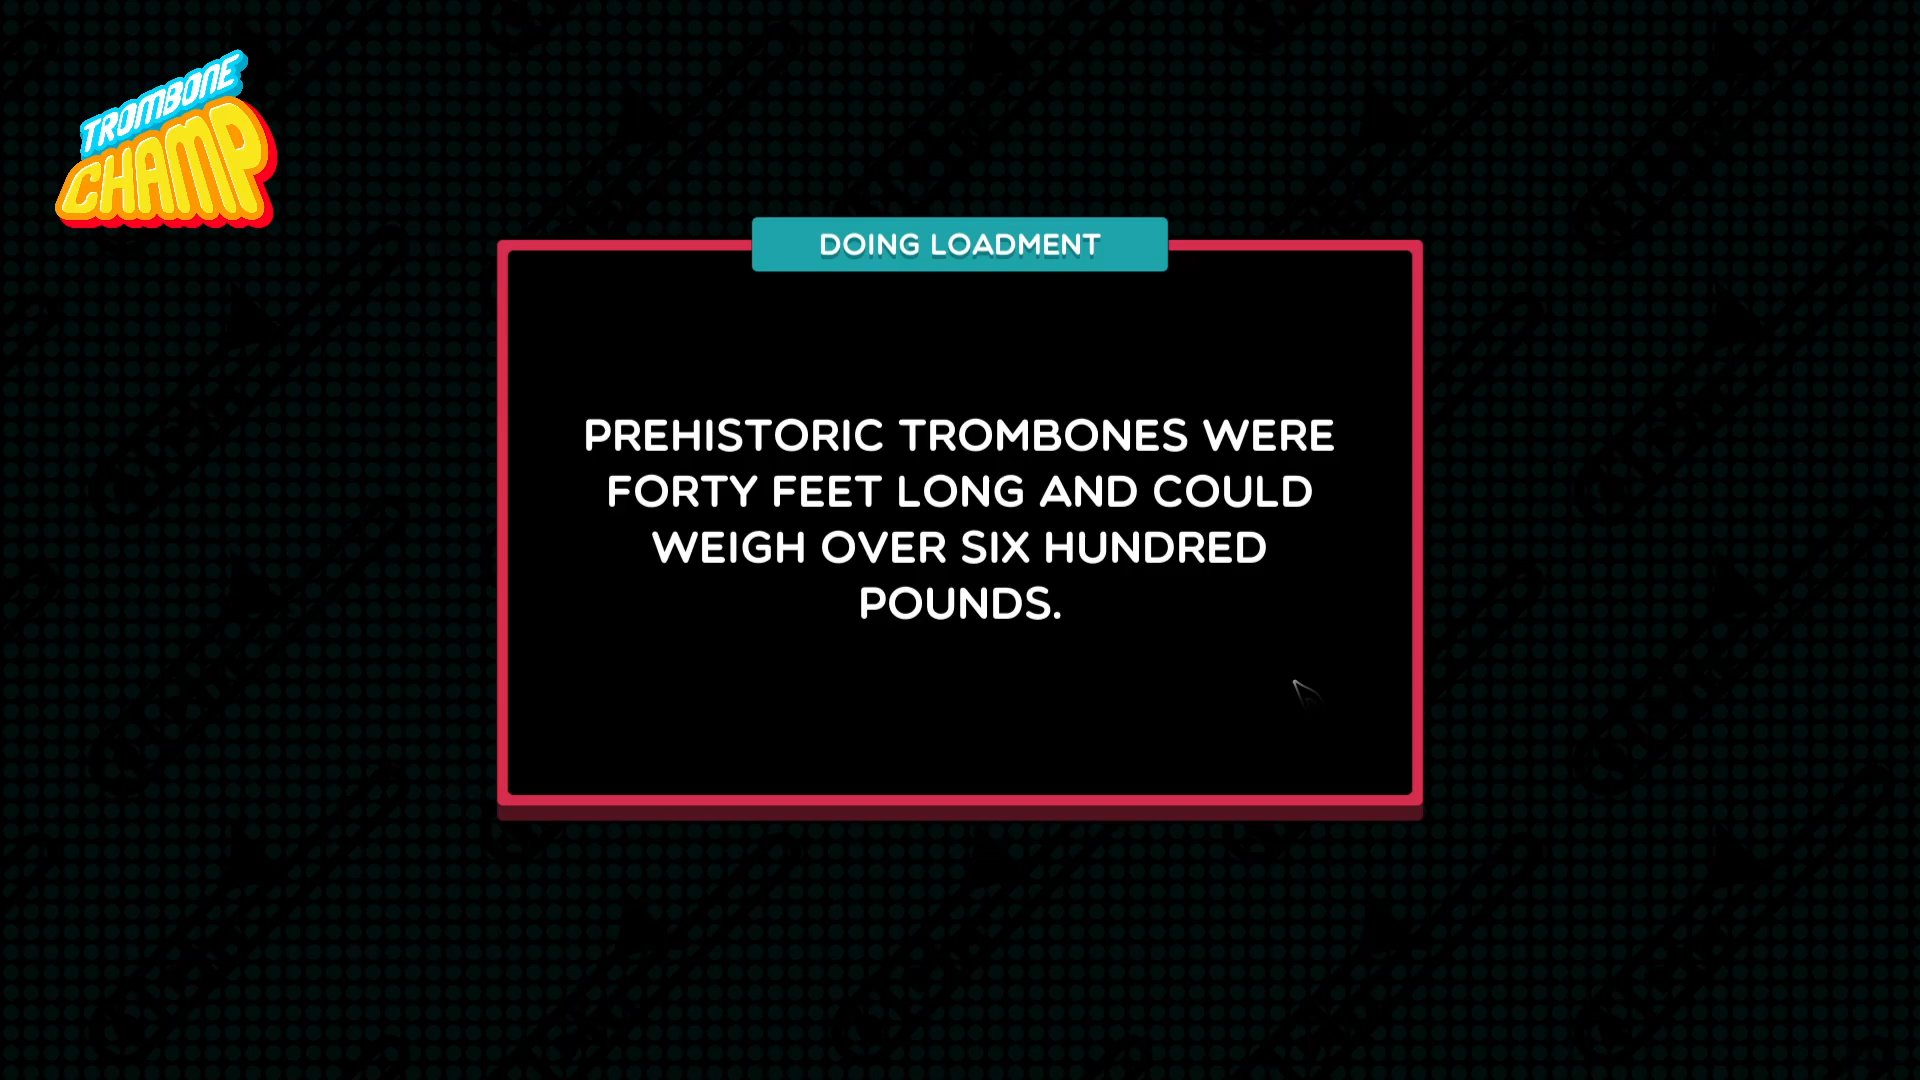 TROMBONE
CHAMP
DOING LOADMENT
PREHISTORIC TROMBONES WERE
FORTY FEET LONG AND COULD
WEIGH OVER SIX HUNDRED
POUNDS.